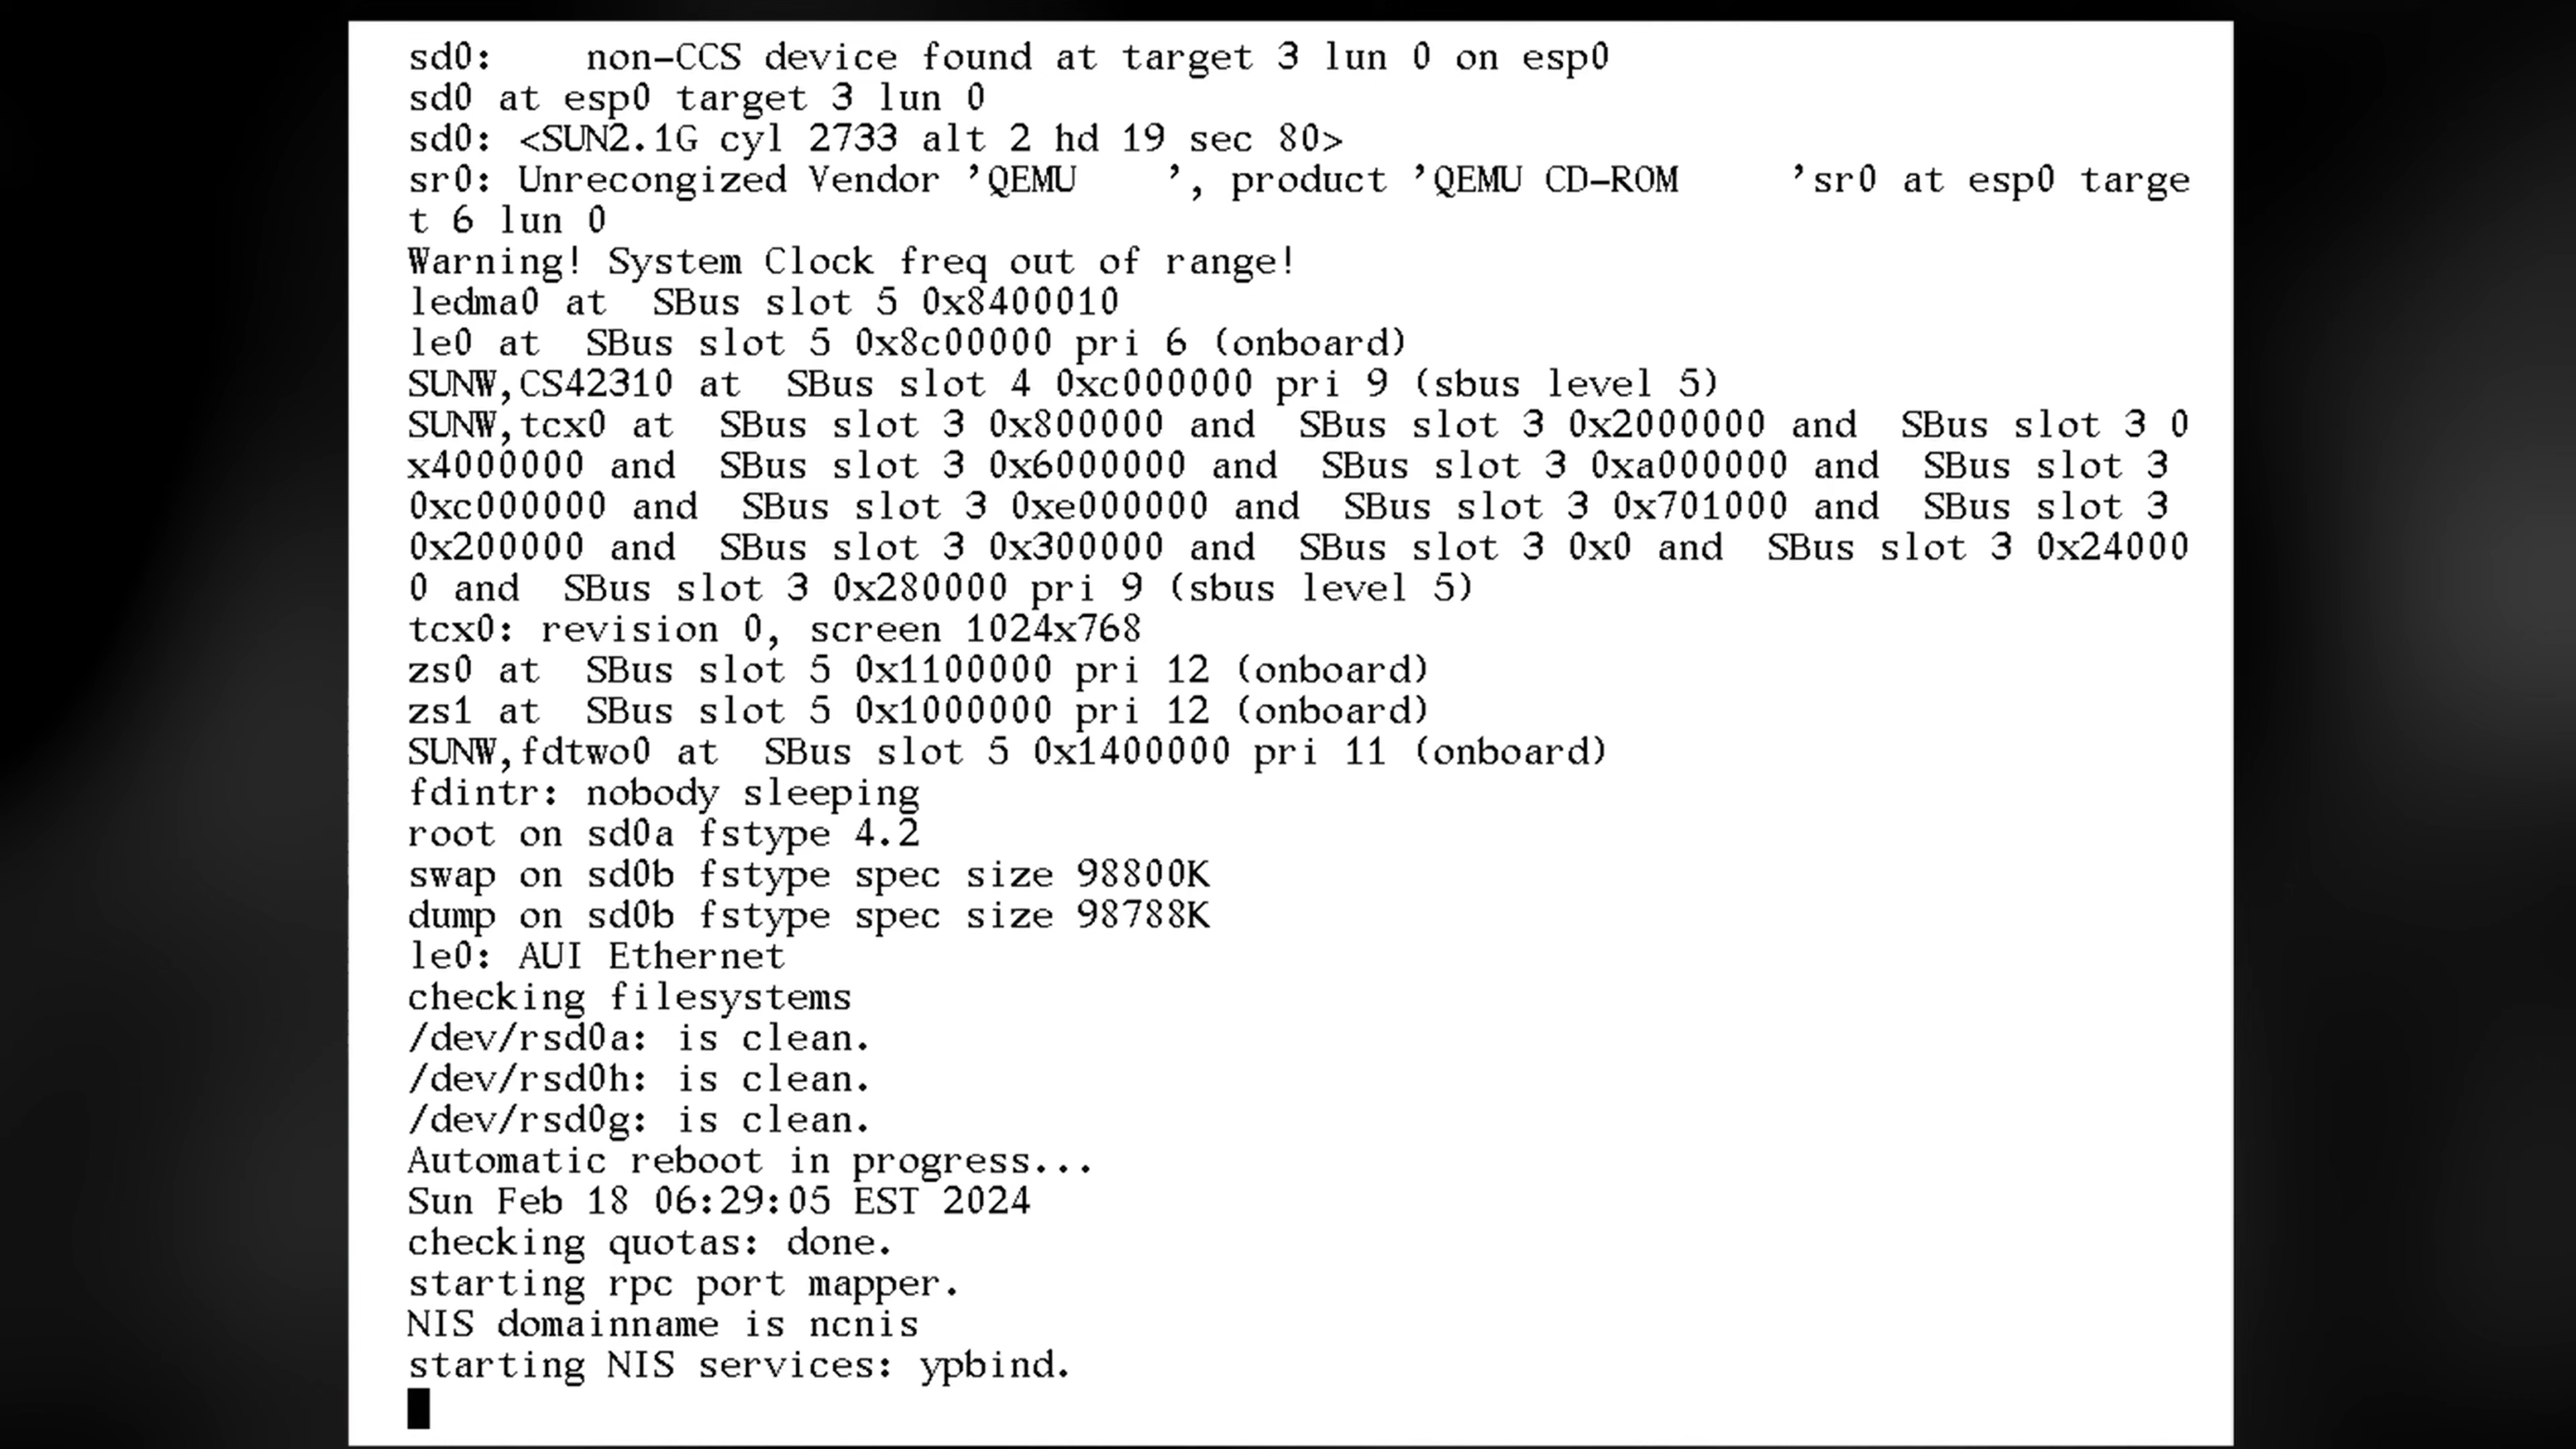 sd0:    non-CCS device found at target 3 lun 0 on esp0
sd0 at esp0 target 3 lun 0
sd0: <SUN2.1G cyl 2733 alt 2 hd 19 sec 80>
sr0: Unrecongized Vendor 'QEMU    ', product 'QEMU CD-ROM     'sr0 at esp0 targe
t 6 lun 0
Warning! System Clock freq out of range!
ledma0 at  SBus slot 5 0x8400010
le0 at  SBus slot 5 0x8c00000 pri 6 (onboard)
SUNW,CS42310 at  SBus slot 4 0xc000000 pri 9 (sbus level 5)
SUNW,tcx0 at  SBus slot 3 0x800000 and  SBus slot 3 0x2000000 and  SBus slot 3 0
x4000000 and  SBus slot 3 0x6000000 and  SBus slot 3 0xa000000 and  SBus slot 3
0xc000000 and  SBus slot 3 0xe000000 and  SBus slot 3 0x701000 and  SBus slot 3
0x200000 and  SBus slot 3 0x300000 and  SBus slot 3 0x0 and  SBus slot 3 0x24000
0 and  SBus slot 3 0x280000 pri 9 (sbus level 5)
tcx0: revision 0, screen 1024x768
zs0 at  SBus slot 5 0x1100000 pri 12 (onboard)
zs1 at  SBus slot 5 0x1000000 pri 12 (onboard)
SUNW,fdtwo0 at  SBus slot 5 0x1400000 pri 11 (onboard)
fdintr: nobody sleeping
root on sd0a fstype 4.2
swap on sd0b fstype spec size 98800K
dump on sd0b fstype spec size 98788K
le0: AUI Ethernet
checking filesystems
/dev/rsd0a: is clean.
/dev/rsd0h: is clean.
/dev/rsd0g: is clean.
Automatic reboot in progress...
Sun Feb 18 06:29:05 EST 2024
checking quotas: done.
starting rpc port mapper.
NIS domainname is ncnis
starting NIS services: ypbind.